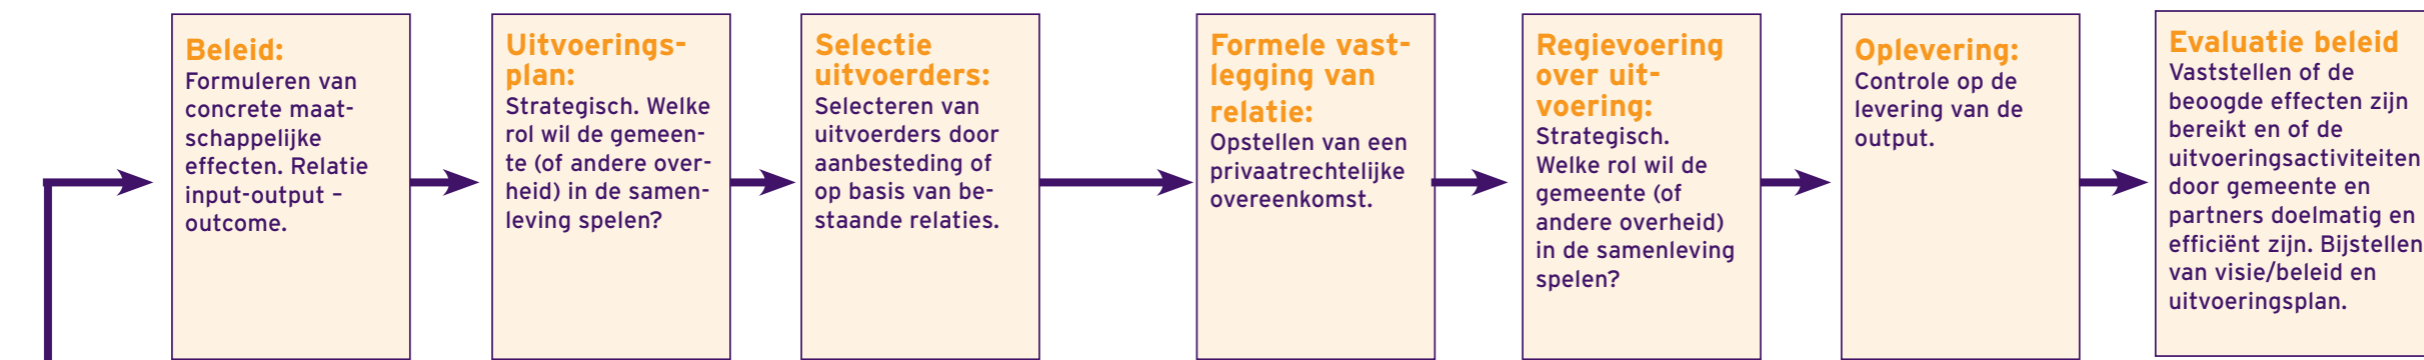 Beleid:
Formuleren van
concrete maat-
schappelijke
effecten. Relatie
input-output –
outcome.
Uitvoerings-
plan:
Strategisch. Welke
rol wil de gemeen-
te (of andere over-
heid) in de samen-
leving spelen?
Selectie
uitvoerders:
Selecteren van
uitvoerders door
aanbesteding of
op basis van be-
staande relaties.
Formele vast-
legging van
relatie:
Opstellen van een
privaatrechtelijke
overeenkomst.
Regievoering
over uit-
voering:
Strategisch.
Welke rol wil de
gemeente (of
andere overheid)
in de samenleving
spelen?
Oplevering:
Controle op de
levering van de
output.
Evaluatie beleid
Vaststellen of de
beoogde effecten zijn
bereikt en of de
uitvoeringsactiviteiten
door gemeente en
partners doelmatig en
efficiënt zijn. Bijstellen
van visie/beleid en
uitvoeringsplan.